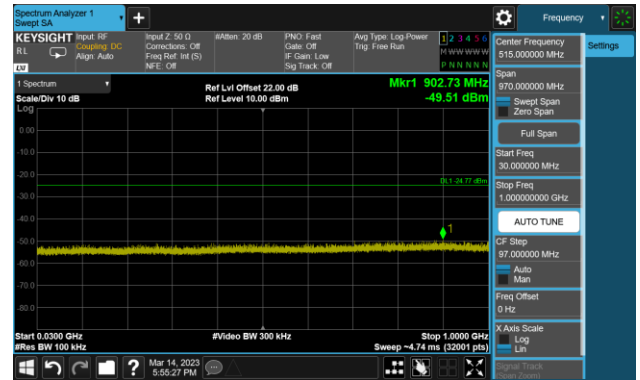 Spectrum Analyzer 1
Swept SA
Frequency
KEYSIGHT
RL
LXI
Input: RF
Coupling: DC
Align: Auto
Input Z: 50 Ω
Corrections: Off
Freq Ref: Int (S)
NFE: Off
#Atten: 20 dB
PNO: Fast
Gate: Off
IF Gain: Low
Sig Track: Off
Avg Type: Log-Power
Trig: Free Run
1 2 3 4 5 6
M W W W W W
P N N N N N
1 Spectrum
Scale/Div 10 dB
Log
Ref Lvl Offset 22.00 dB
Ref Level 10.00 dBm
Mkr1 902.73 MHz
-49.51 dBm
0.00
-10.0
-20.0
-30.0
-40.0
-50.0
-60.0
-70.0
-80.0
DL1 -24.77 dBm
1
Start 0.0300 GHz
#Res BW 100 kHz
#Video BW 300 kHz
Stop 1.0000 GHz
Sweep ~4.74 ms (32001 pts)
Mar 14, 2023
5:55:27 PM
Center Frequency
515.000000 MHz
Settings
Span
970.000000 MHz
Swept Span
Zero Span
Full Span
Start Freq
30.000000 MHz
Stop Freq
1.000000000 GHz
AUTO TUNE
CF Step
97.000000 MHz
Auto
Man
Freq Offset
0 Hz
X Axis Scale
Log
Lin
Signal Track
(Span Zoom)